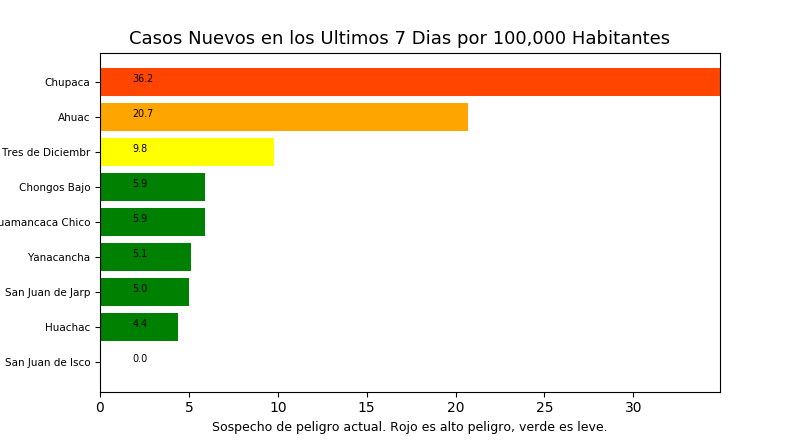 Casos Nuevos en los Ultimos 7 Dias por 100,000 Habitantes
Chupaca 36.2
Ahuac 20.7
Tres de Diciembr 9.8
Chongos Bajo 5.9
uamancaca Chico 5.9
Yanacancha 5.1
San Juan de Jarp 5.0
Huachac 4.4
San Juan de Isco 0.0
0 5 10 15 20 25 30
Sospecho de peligro actual. Rojo es alto peligro, verde es leve.